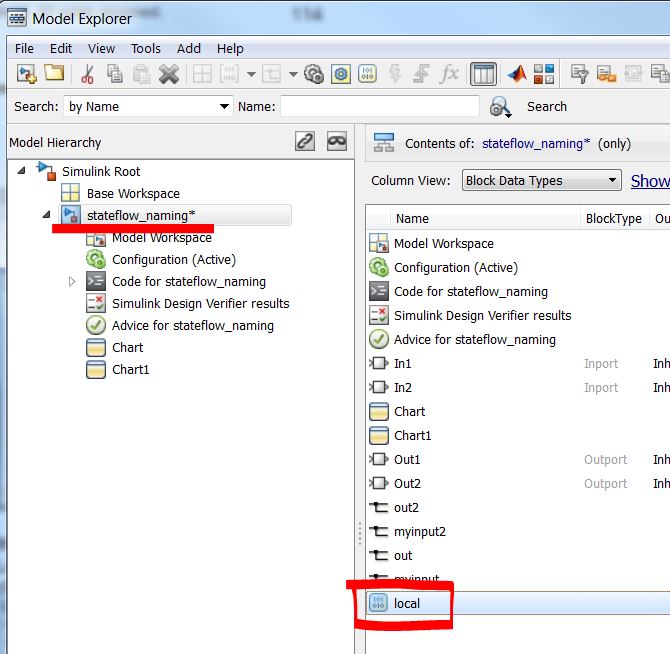 Model Explorer
File Edit View Tools Add Help
Search: by Name Name: Search
Model Hierarchy
Simulink Root
Base Workspace
stateflow_naming*
Model Workspace
Configuration (Active)
Code for stateflow_naming
Simulink Design Verifier results
Advice for stateflow_naming
Chart
Chart1
Contents of: stateflow_naming* (only)
Column View: Block Data Types Show
Name BlockType Ou
Model Workspace
Configuration (Active)
Code for stateflow_naming
Simulink Design Verifier results
Advice for stateflow_naming
In1 Inport Inh
In2 Inport Inh
Chart
Chart1
Out1 Outport Inh
Out2 Outport Inh
out2
myinput2
out
myinput
local